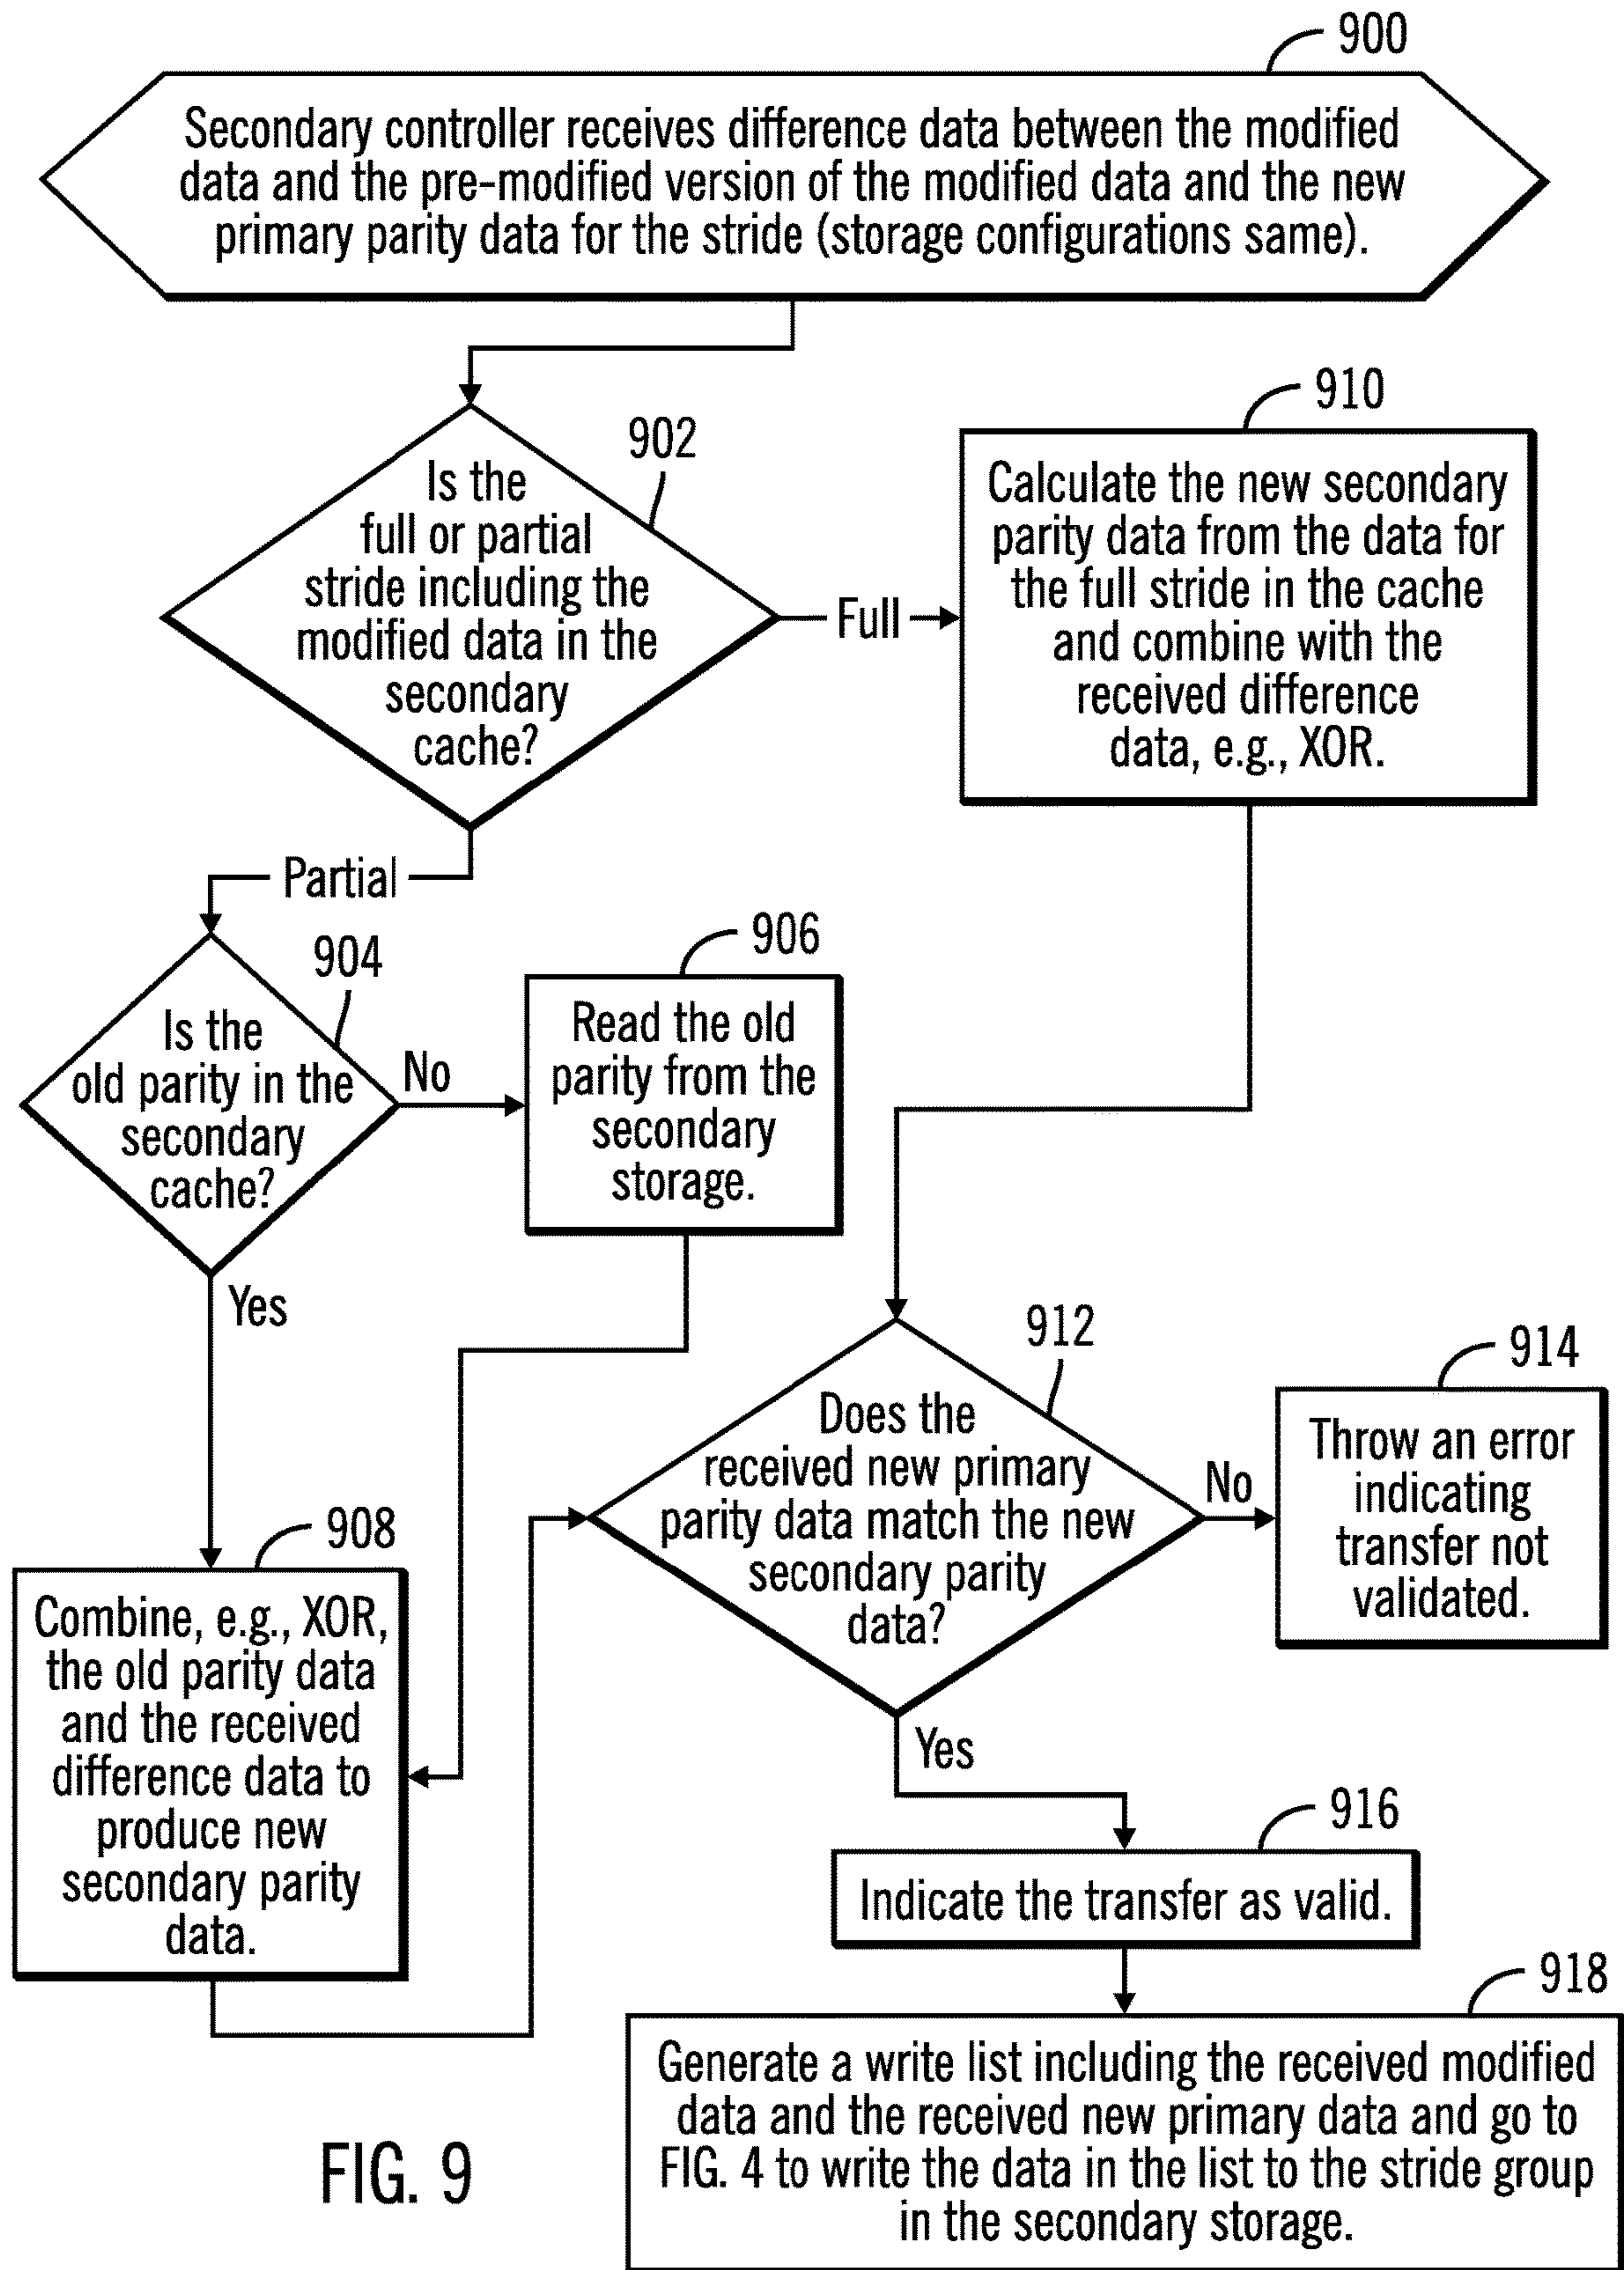 900
Secondary controller receives difference data between the modified
data and the pre-modified version of the modified data and the new
primary parity data for the stride (storage configurations same).
902
Is the
full or partial
stride including the
modified data in the
secondary
cache?
Full
910
Calculate the new secondary
parity data from the data for
the full stride in the cache
and combine with the
received difference
data, e.g., XOR.
Partial
904
Is the
old parity in the
secondary
cache?
No
906
Read the old
parity from the
secondary
storage.
Yes
908
Combine, e.g., XOR,
the old parity data
and the received
difference data to
produce new
secondary parity
data.
912
Does the
received new primary
parity data match the new
secondary parity
data?
No
914
Throw an error
indicating
transfer not
validated.
Yes
916
Indicate the transfer as valid.
918
Generate a write list including the received modified
data and the received new primary data and go to
FIG. 4 to write the data in the list to the stride group
in the secondary storage.
FIG. 9